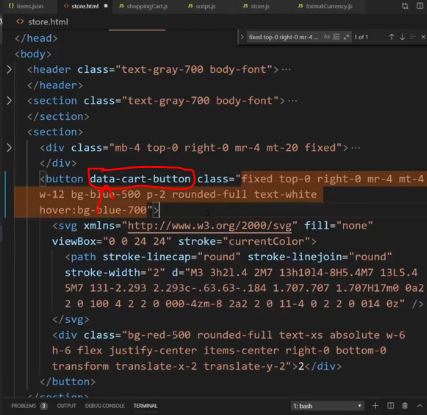 items.json store.html shoppingCart.js script.js store.js formatCurrency.js
store.html
</head>
fixed top-0 right-0 mr-4 1 of 1
<body>
<header class="text-gray-700 body-font">…
</header>
<section class="text-gray-700 body-font">…
</section>
<section>
<div class="mb-4 top-0 right-0 mr-4 mt-20 fixed">…
</div>
<button data-cart-button class="fixed top-0 right-0 mr-4 mt-4
w-12 bg-blue-500 p-2 rounded-full text-white
hover:bg-blue-700">
<svg xmlns="http://www.w3.org/2000/svg" fill="none"
viewBox="0 0 24 24" stroke="currentColor">
<path stroke-linecap="round" stroke-linejoin="round"
stroke-width="2" d="M3 3h2l.4 2M7 13h10l4-8H5.4M7 13L5.4
5M7 13l-2.293 2.293c-.63.63-.184 1.707.707 1.707H17m0 0a2
2 0 100 4 2 2 0 000-4zm-8 2a2 2 0 11-4 0 2 2 0 014 0z" />
</svg>
<div class="bg-red-500 rounded-full text-xs absolute w-6
h-6 flex justify-center items-center right-0 bottom-0
transform translate-x-2 translate-y-2">2</div>
</button>
</section>
PROBLEMS 3 OUTPUT DEBUG CONSOLE TERMINAL 1: bash